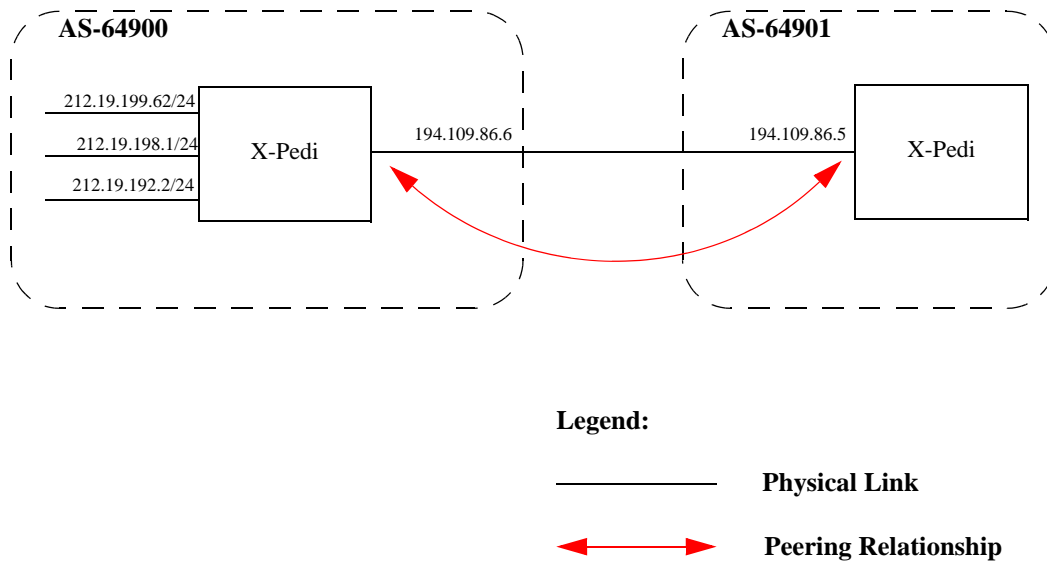 AS-64900
AS-64901
212.19.199.62/24
212.19.198.1/24
212.19.192.2/24
X-Pedi
194.109.86.6
194.109.86.5
X-Pedi
Legend:
Physical Link
Peering Relationship